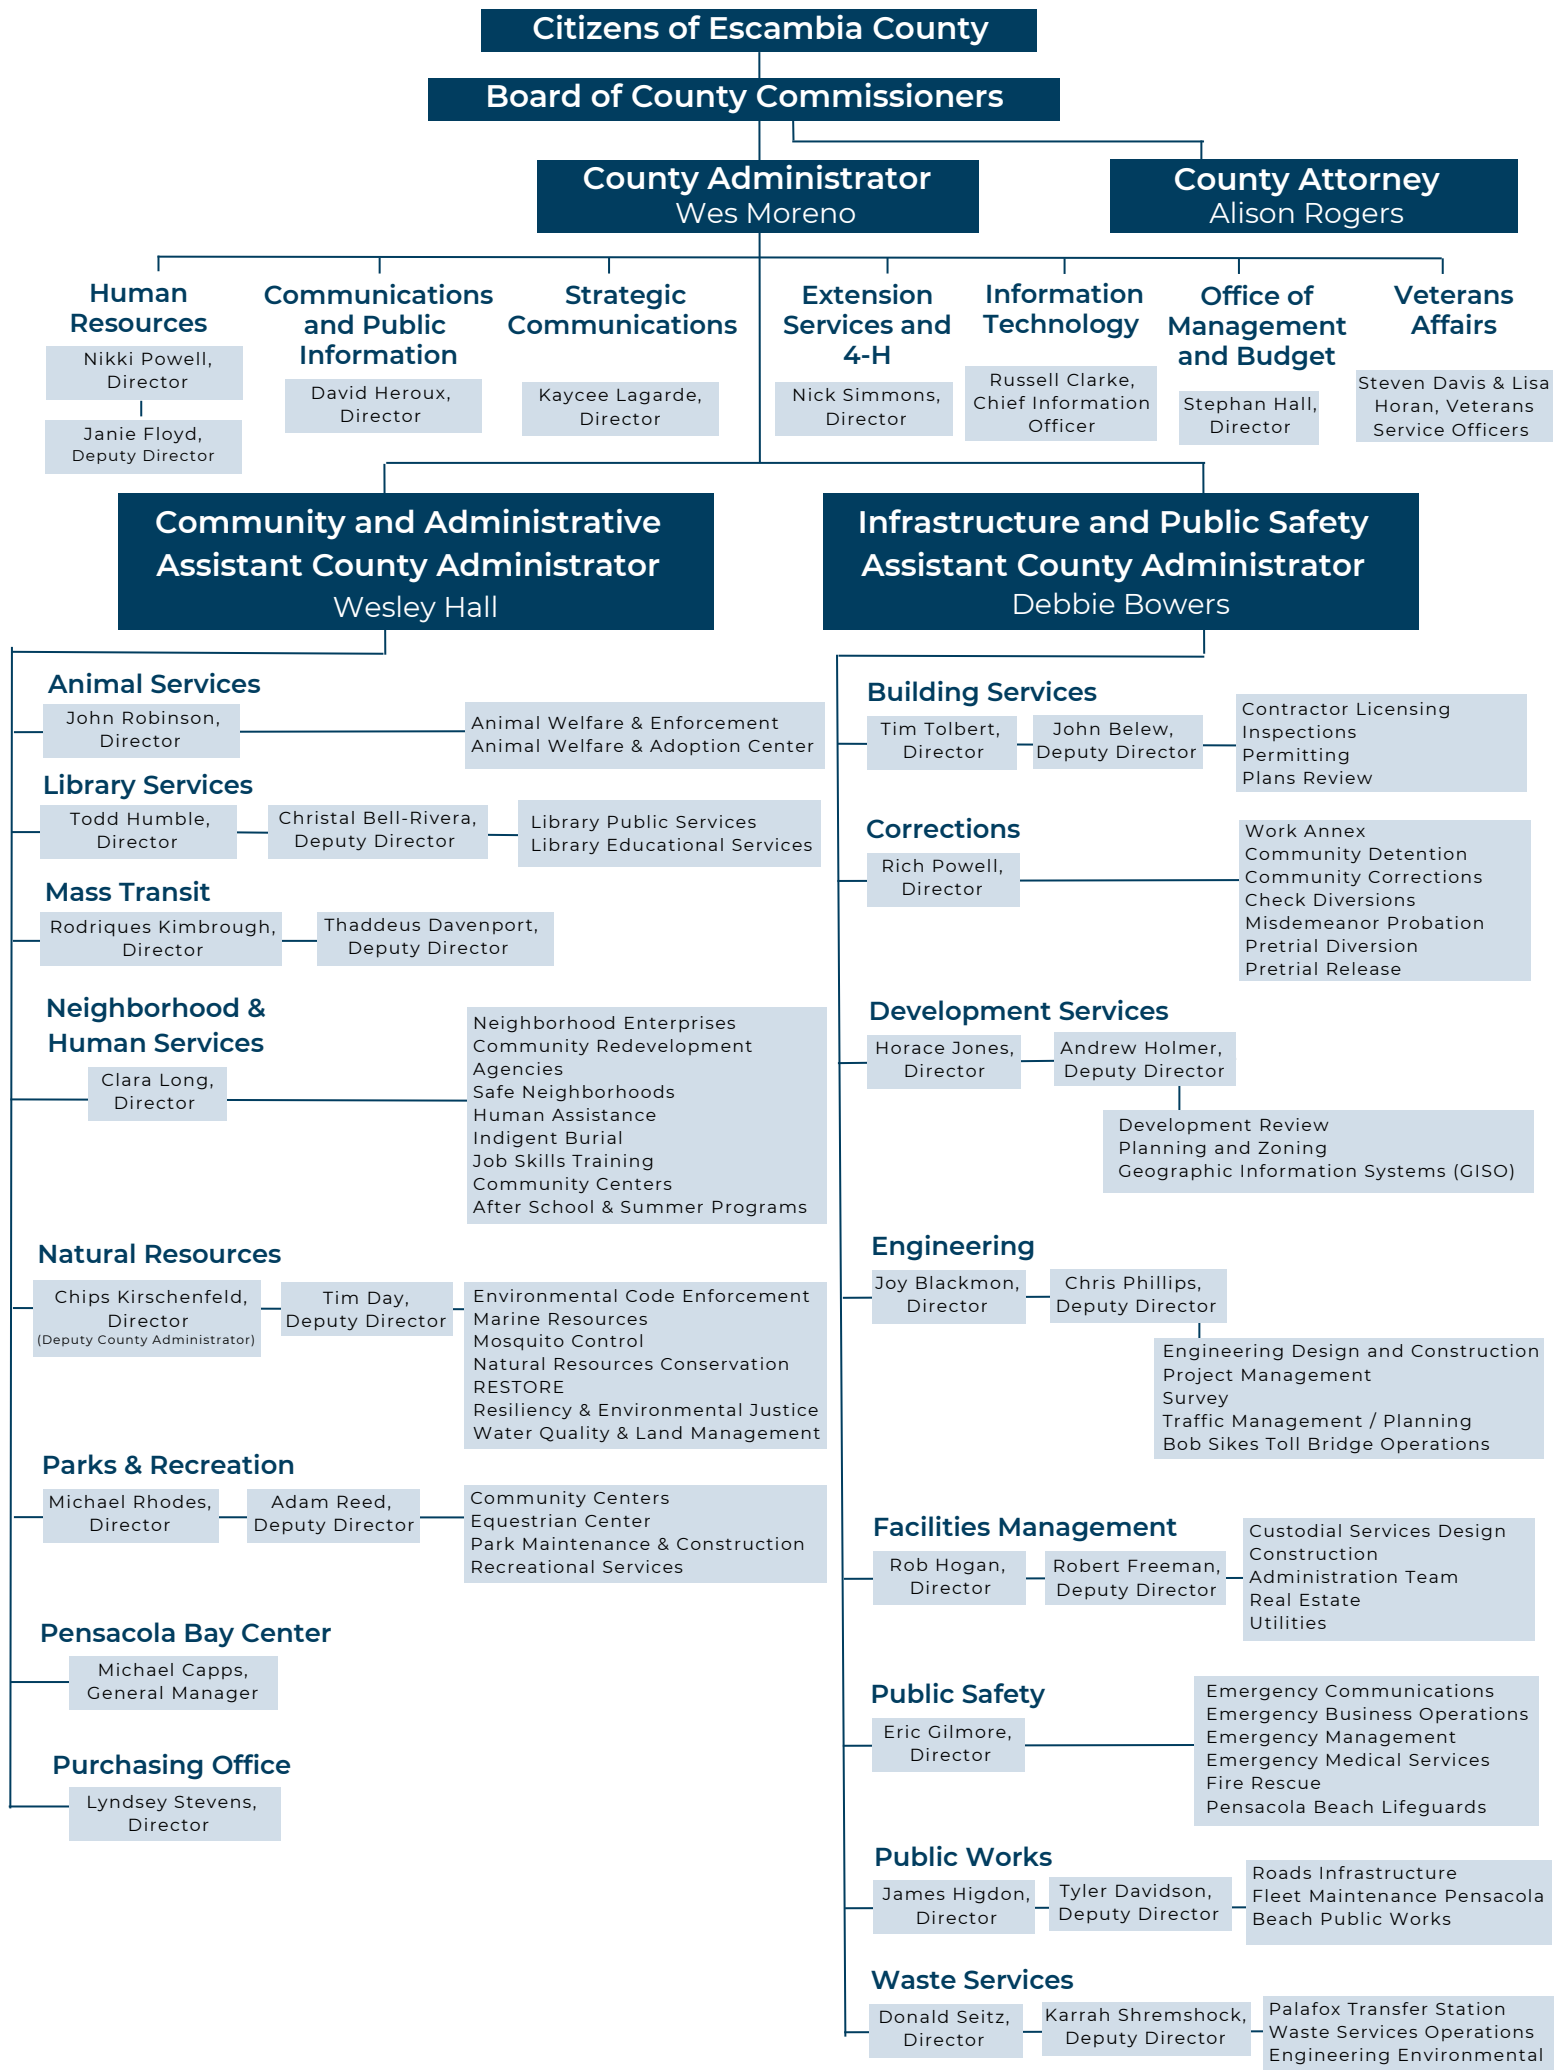 Citizens of Escambia County
Board of County Commissioners
County Administrator
Wes Moreno
County Attorney
Alison Rogers
Human
Resources
Nikki Powell,
Director
Janie Floyd,
Deputy Director
Communications
and Public
Information
David Heroux,
Director
Strategic
Communications
Kaycee Lagarde,
Director
Extension
Services and
4-H
Nick Simmons,
Director
Information
Technology
Russell Clarke,
Chief Information
Officer
Office of
Management
and Budget
Stephan Hall,
Director
Veterans
Affairs
Steven Davis & Lisa
Horan, Veterans
Service Officers
Community and Administrative
Assistant County Administrator
Wesley Hall
Animal Services
John Robinson,
Director
Animal Welfare & Enforcement
Animal Welfare & Adoption Center
Library Services
Todd Humble,
Director
Christal Bell-Rivera,
Deputy Director
Library Public Services
Library Educational Services
Mass Transit
Rodriques Kimbrough,
Director
Thaddeus Davenport,
Deputy Director
Neighborhood &
Human Services
Clara Long,
Director
Neighborhood Enterprises
Community Redevelopment
Agencies
Safe Neighborhoods
Human Assistance
Indigent Burial
Job Skills Training
Community Centers
After School & Summer Programs
Natural Resources
Chips Kirschenfeld,
Director
(Deputy County Administrator)
Tim Day,
Deputy Director
Environmental Code Enforcement
Marine Resources
Mosquito Control
Natural Resources Conservation
RESTORE
Resiliency & Environmental Justice
Water Quality & Land Management
Parks & Recreation
Michael Rhodes,
Director
Adam Reed,
Deputy Director
Community Centers
Equestrian Center
Park Maintenance & Construction
Recreational Services
Pensacola Bay Center
Michael Capps,
General Manager
Purchasing Office
Lyndsey Stevens,
Director
Infrastructure and Public Safety
Assistant County Administrator
Debbie Bowers
Building Services
Tim Tolbert,
Director
John Belew,
Deputy Director
Contractor Licensing
Inspections
Permitting
Plans Review
Corrections
Rich Powell,
Director
Work Annex
Community Detention
Community Corrections
Check Diversions
Misdemeanor Probation
Pretrial Diversion
Pretrial Release
Development Services
Horace Jones,
Director
Andrew Holmer,
Deputy Director
Development Review
Planning and Zoning
Geographic Information Systems (GISO)
Engineering
Joy Blackmon,
Director
Chris Phillips,
Deputy Director
Engineering Design and Construction
Project Management
Survey
Traffic Management / Planning
Bob Sikes Toll Bridge Operations
Facilities Management
Rob Hogan,
Director
Robert Freeman,
Deputy Director
Custodial Services Design
Construction
Administration Team
Real Estate
Utilities
Public Safety
Eric Gilmore,
Director
Emergency Communications
Emergency Business Operations
Emergency Management
Emergency Medical Services
Fire Rescue
Pensacola Beach Lifeguards
Public Works
James Higdon,
Director
Tyler Davidson,
Deputy Director
Roads Infrastructure
Fleet Maintenance Pensacola
Beach Public Works
Waste Services
Donald Seitz,
Director
Karrah Shremshock,
Deputy Director
Palafox Transfer Station
Waste Services Operations
Engineering Environmental